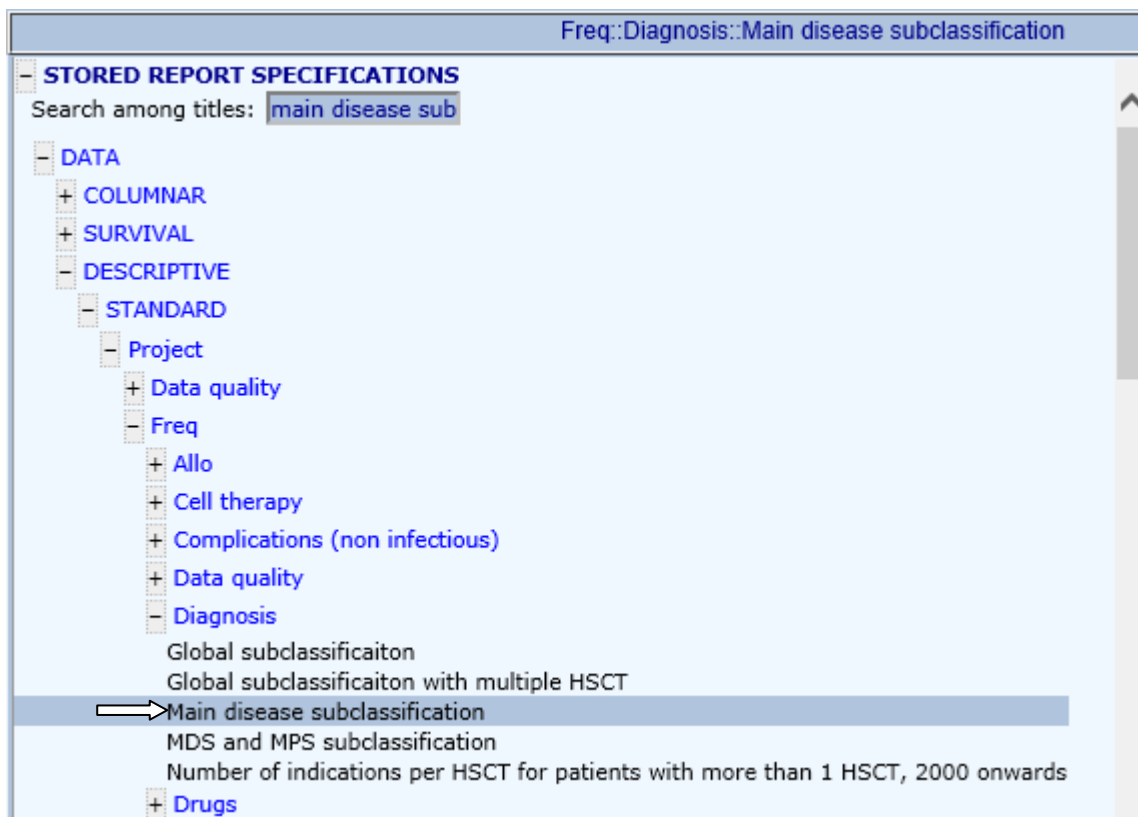 Freq::Diagnosis::Main disease subclassification
− STORED REPORT SPECIFICATIONS
Search among titles: main disease sub
− DATA
+ COLUMNAR
+ SURVIVAL
− DESCRIPTIVE
− STANDARD
− Project
+ Data quality
− Freq
+ Allo
+ Cell therapy
+ Complications (non infectious)
+ Data quality
− Diagnosis
Global subclassificaiton
Global subclassificaiton with multiple HSCT
Main disease subclassification
MDS and MPS subclassification
Number of indications per HSCT for patients with more than 1 HSCT, 2000 onwards
+ Drugs